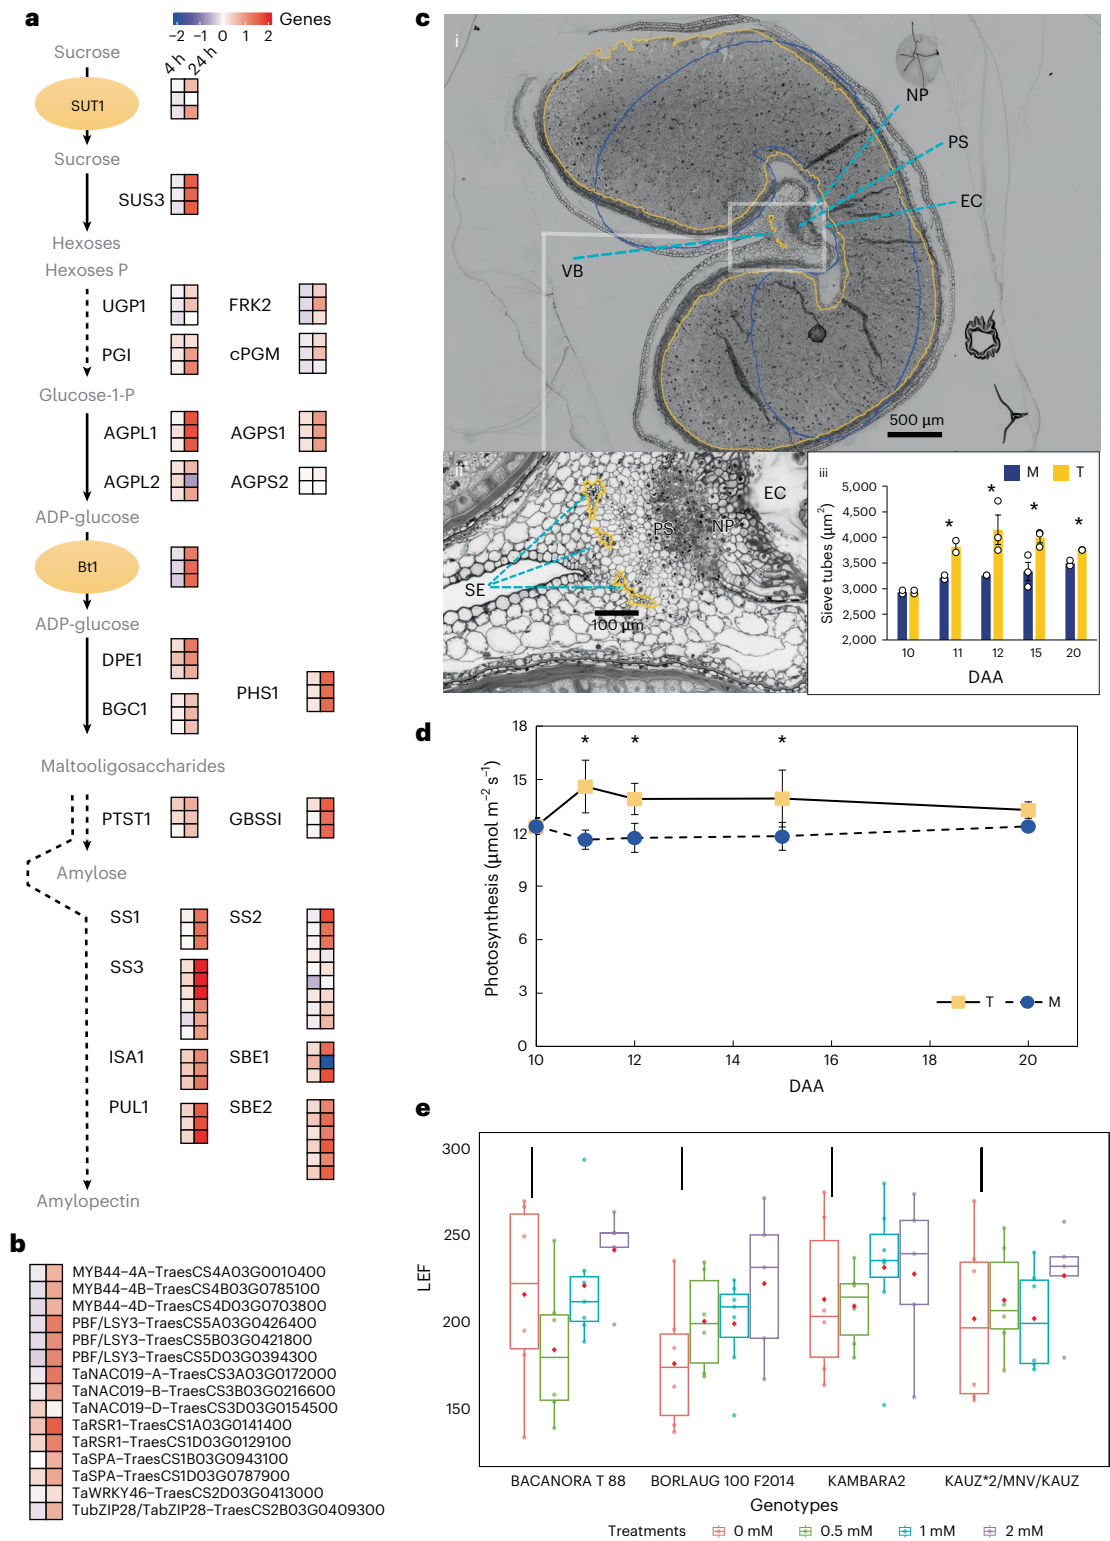 a
Genes
−2 −1 0 1 2
4 h
24 h
Sucrose
SUT1
Sucrose
SUS3
Hexoses
Hexoses P
UGP1
FRK2
PGI
cPGM
Glucose-1-P
AGPL1
AGPS1
AGPL2
AGPS2
ADP-glucose
Bt1
ADP-glucose
DPE1
PHS1
BGC1
Maltooligosaccharides
PTST1
GBSSI
Amylose
SS1
SS2
SS3
ISA1
SBE1
PUL1
SBE2
Amylopectin
b
MYB44−4A−TraesCS4A03G0010400
MYB44−4B−TraesCS4B03G0785100
MYB44−4D−TraesCS4D03G0703800
PBF/LSY3−TraesCS5A03G0426400
PBF/LSY3−TraesCS5B03G0421800
PBF/LSY3−TraesCS5D03G0394300
TaNAC019−A−TraesCS3A03G0172000
TaNAC019−B−TraesCS3B03G0216600
TaNAC019−D−TraesCS3D03G0154500
TaRSR1−TraesCS1A03G0141400
TaRSR1−TraesCS1D03G0129100
TaSPA−TraesCS1B03G0943100
TaSPA−TraesCS1D03G0787900
TaWRKY46−TraesCS2D03G0413000
TubZIP28/TabZIP28−TraesCS2B03G0409300
c
i
NP
PS
EC
VB
500 µm
ii
EC
PS
NP
SE
100 µm
iii
M T
Sieve tubes (µm²)
5,000
4,500
4,000
3,500
3,000
2,500
2,000
* * * *
10 11 12 15 20
DAA
d
Photosynthesis (µmol m⁻² s⁻¹)
18
15
12
9
6
3
0
* * *
T M
10 12 14 16 18 20
DAA
e
LEF
300
250
200
150
BACANORA T 88 BORLAUG 100 F2014 KAMBARA2 KAUZ*2/MNV/KAUZ
Genotypes
Treatments 0 mM 0.5 mM 1 mM 2 mM